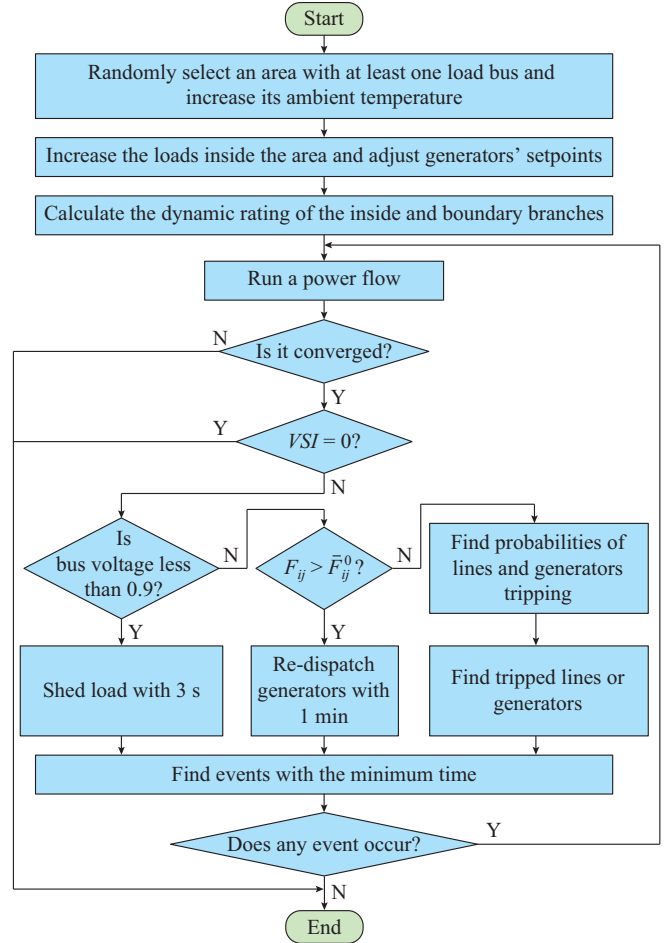 Start
Randomly select an area with at least one load bus and
increase its ambient temperature
Increase the loads inside the area and adjust generators’ setpoints
Calculate the dynamic rating of the inside and boundary branches
Run a power flow
N
Is it converged?
Y
Y
VSI = 0?
N
Is
bus voltage less
than 0.9?
N
F_ij > F̄_ij^0?
N
Find probabilities of
lines and generators
tripping
Y
Y
Shed load with 3 s
Re-dispatch
generators with
1 min
Find tripped lines or
generators
Find events with the minimum time
Does any event occur?
Y
N
End